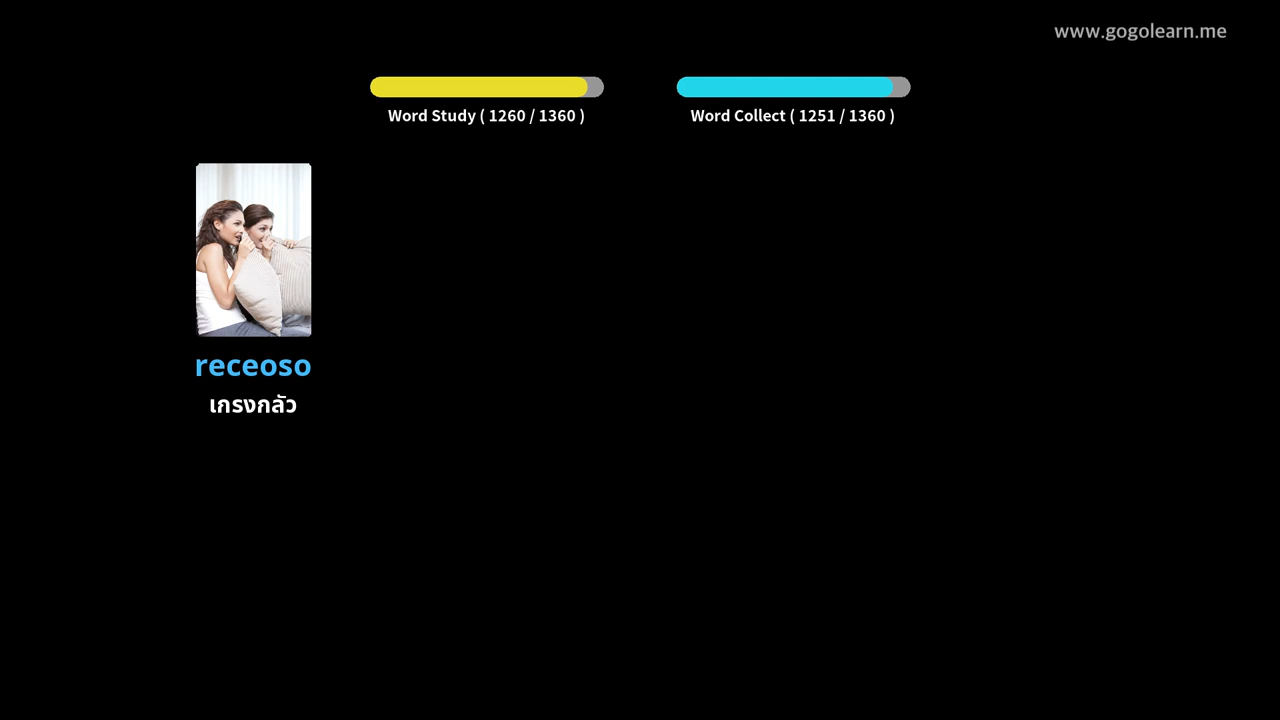 www.gogolearn.me
Word Study ( 1260 / 1360 )
Word Collect ( 1251 / 1360 )
receoso
เกรงกลัว